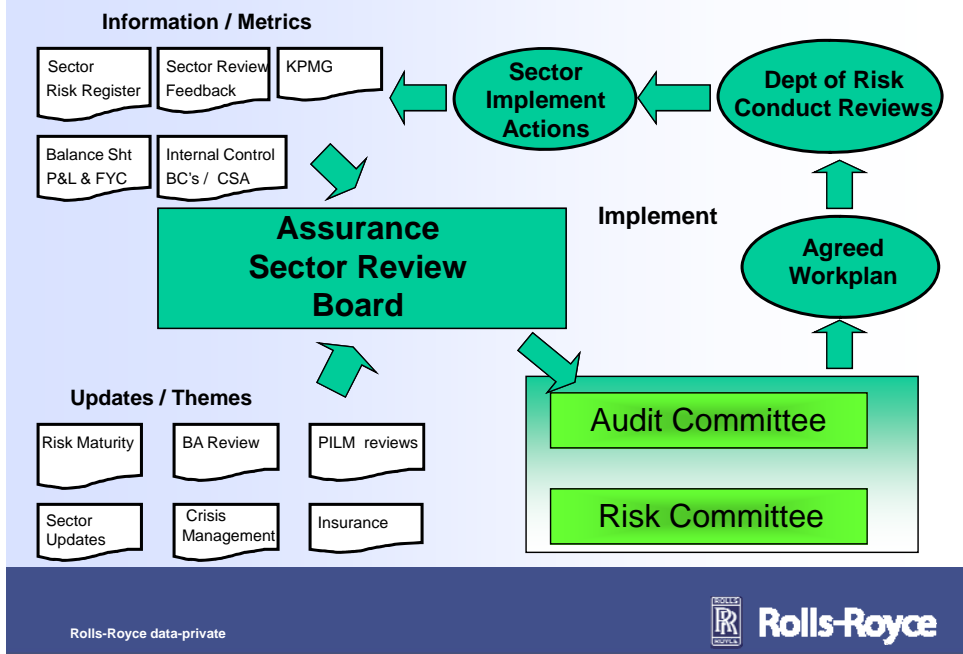 Information / Metrics
Sector
Risk Register
Sector Review
Feedback
KPMG
Balance Sht
P&L & FYC
Internal Control
BC's / CSA
Sector
Implement
Actions
Dept of Risk
Conduct Reviews
Implement
Agreed
Workplan
Assurance
Sector Review
Board
Audit Committee
Risk Committee
Updates / Themes
Risk Maturity
BA Review
PILM reviews
Sector
Updates
Crisis
Management
Insurance
Rolls-Royce data-private
ROLLS
RR
ROYCE
Rolls-Royce